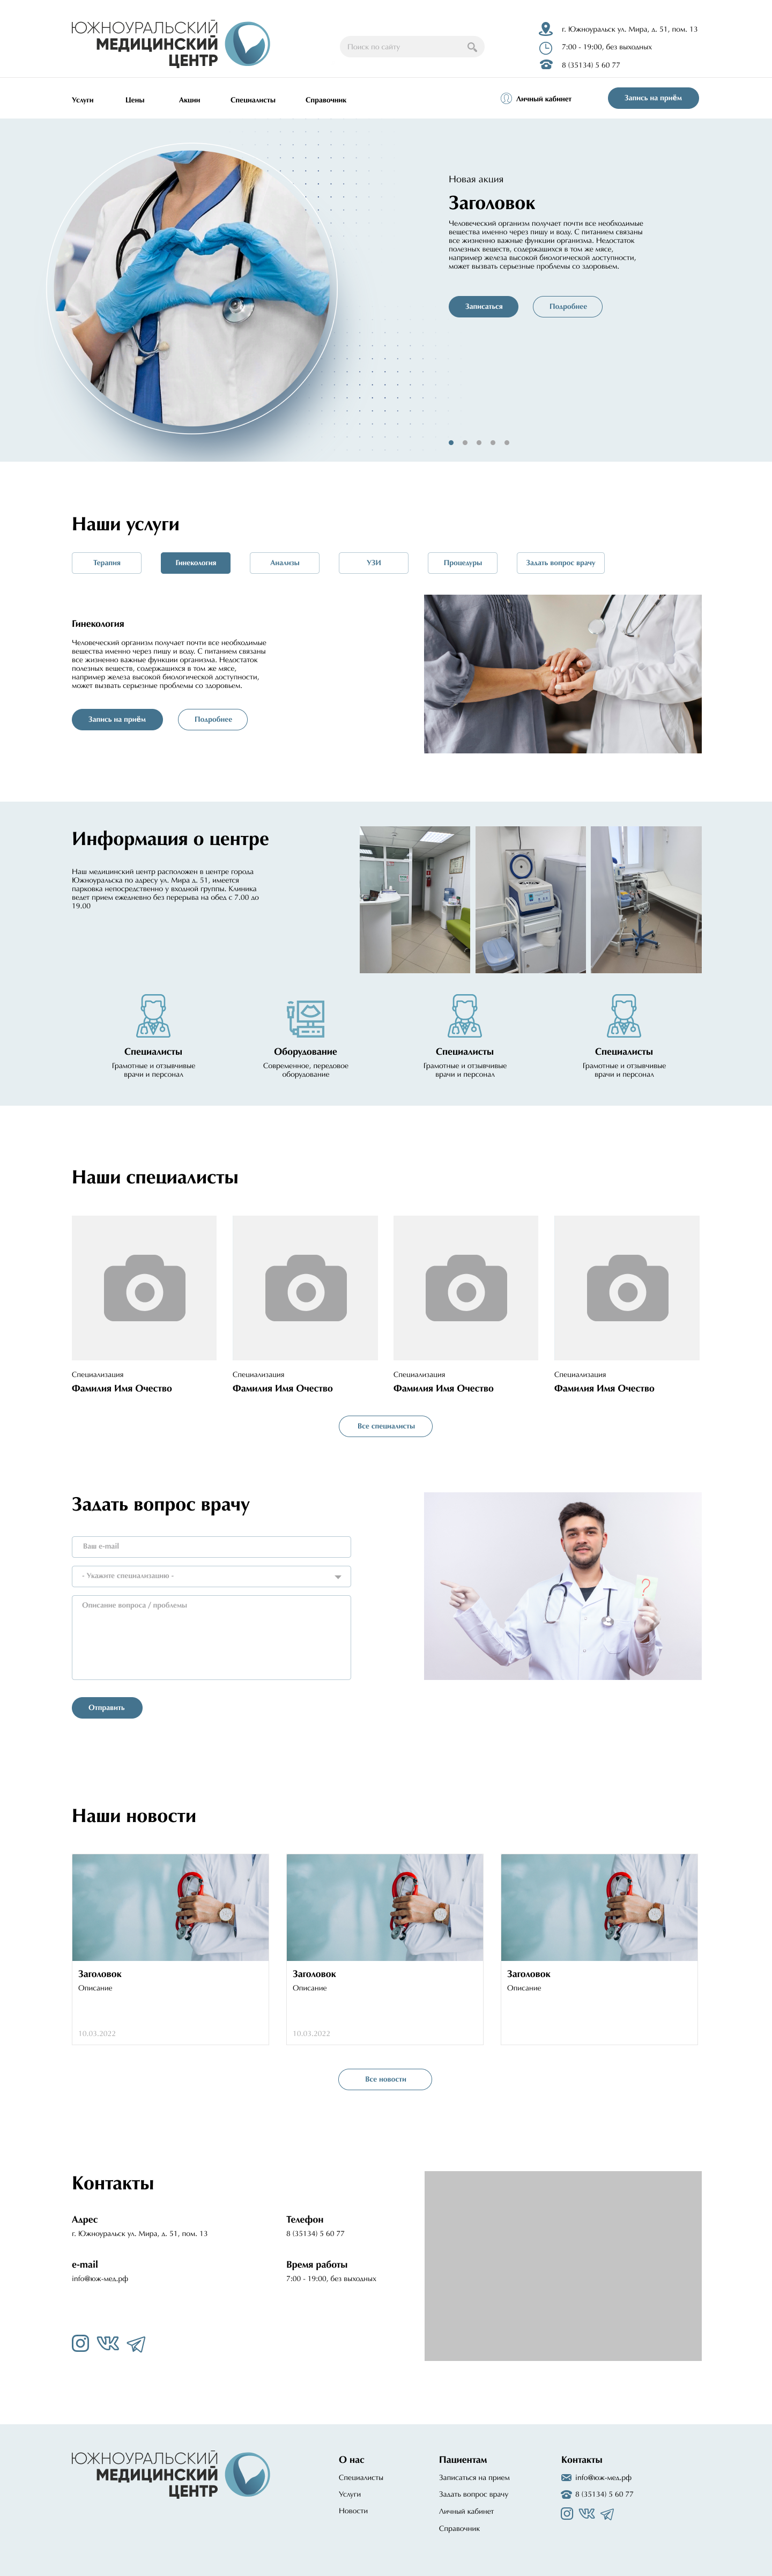 ЮЖНОУРАЛЬСКИЙ
МЕДИЦИНСКИЙ
ЦЕНТР
Поиск по сайту
г. Южноуральск ул. Мира, д. 51, пом. 13
7:00 - 19:00, без выходных
8 (35134) 5 60 77
Услуги
Цены
Акции
Специалисты
Справочник
Личный кабинет
Запись на приём
Новая акция
Заголовок
Человеческий организм получает почти все необходимые
вещества именно через пищу и воду. С питанием связаны
все жизненно важные функции организма. Недостаток
полезных веществ, содержащихся в том же мясе,
например железа высокой биологической доступности,
может вызвать серьезные проблемы со здоровьем.
Записаться
Подробнее
Наши услуги
Терапия
Гинекология
Анализы
УЗИ
Процедуры
Задать вопрос врачу
Гинекология
Человеческий организм получает почти все необходимые
вещества именно через пищу и воду. С питанием связаны
все жизненно важные функции организма. Недостаток
полезных веществ, содержащихся в том же мясе,
например железа высокой биологической доступности,
может вызвать серьезные проблемы со здоровьем.
Запись на приём
Подробнее
Информация о центре
Наш медицинский центр расположен в центре города
Южноуральска по адресу ул. Мира д. 51, имеется
парковка непосредственно у входной группы. Клиника
ведет прием ежедневно без перерыва на обед с 7.00 до
19.00
Специалисты
Грамотные и отзывчивые
врачи и персонал
Оборудование
Современное, передовое
оборудование
Специалисты
Грамотные и отзывчивые
врачи и персонал
Специалисты
Грамотные и отзывчивые
врачи и персонал
Наши специалисты
Специализация
Фамилия Имя Очество
Специализация
Фамилия Имя Очество
Специализация
Фамилия Имя Очество
Специализация
Фамилия Имя Очество
Все специалисты
Задать вопрос врачу
Ваш e-mail
- Укажите специализацию -
Описание вопроса / проблемы
Отправить
?
Наши новости
Заголовок
Описание
10.03.2022
Заголовок
Описание
10.03.2022
Заголовок
Описание
Все новости
Контакты
Адрес
г. Южноуральск ул. Мира, д. 51, пом. 13
Телефон
8 (35134) 5 60 77
e-mail
info@юж-мед.рф
Время работы
7:00 - 19:00, без выходных
ЮЖНОУРАЛЬСКИЙ
МЕДИЦИНСКИЙ
ЦЕНТР
О нас
Специалисты
Услуги
Новости
Пациентам
Записаться на прием
Задать вопрос врачу
Личный кабинет
Справочник
Контакты
info@юж-мед.рф
8 (35134) 5 60 77